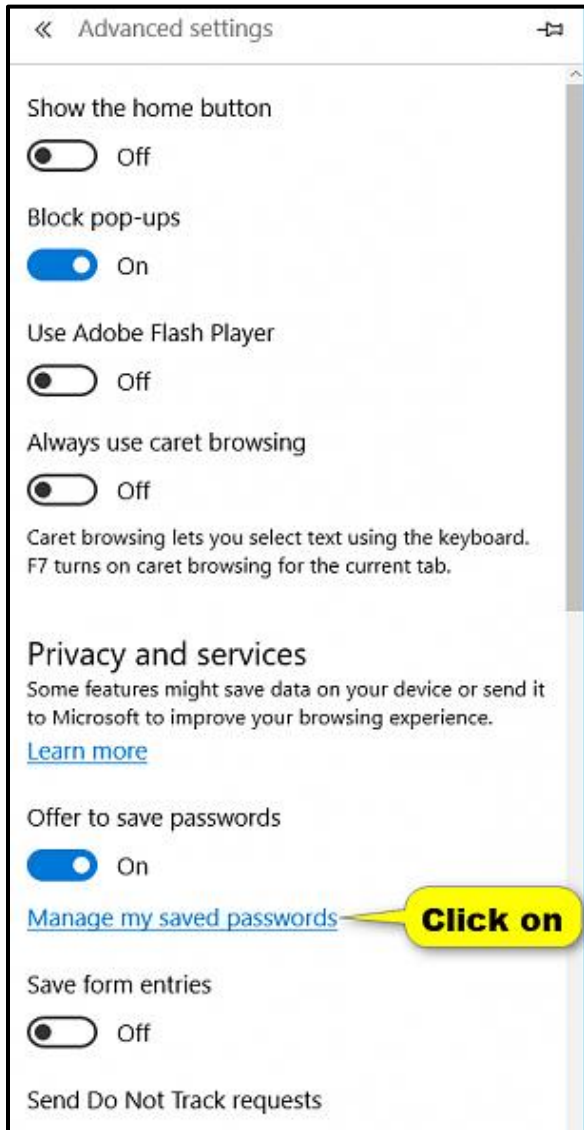 « Advanced settings
Show the home button
Off
Block pop-ups
On
Use Adobe Flash Player
Off
Always use caret browsing
Off
Caret browsing lets you select text using the keyboard.
F7 turns on caret browsing for the current tab.
Privacy and services
Some features might save data on your device or send it
to Microsoft to improve your browsing experience.
Learn more
Offer to save passwords
On
Manage my saved passwords
Click on
Save form entries
Off
Send Do Not Track requests